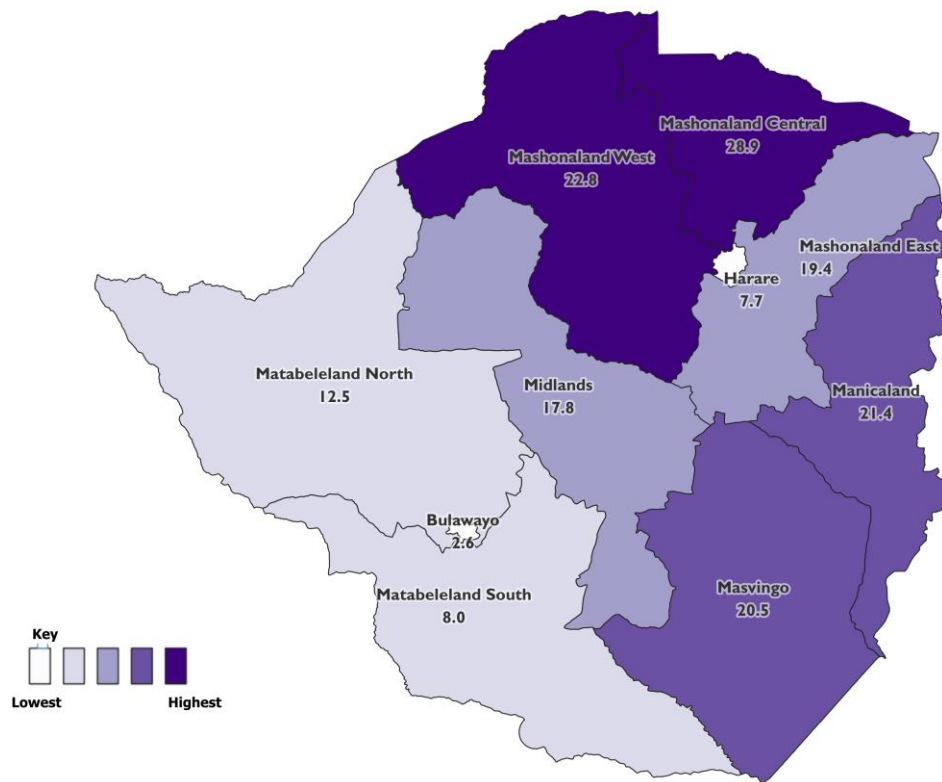 Mashonaland Central
28.9
Mashonaland West
22.8
Mashonaland East
19.4
Harare
7.7
Matabeleland North
12.5
Midlands
17.8
Manicaland
21.4
Bulawayo
2.6
Matabeleland South
8.0
Masvingo
20.5
Key
Lowest
Highest